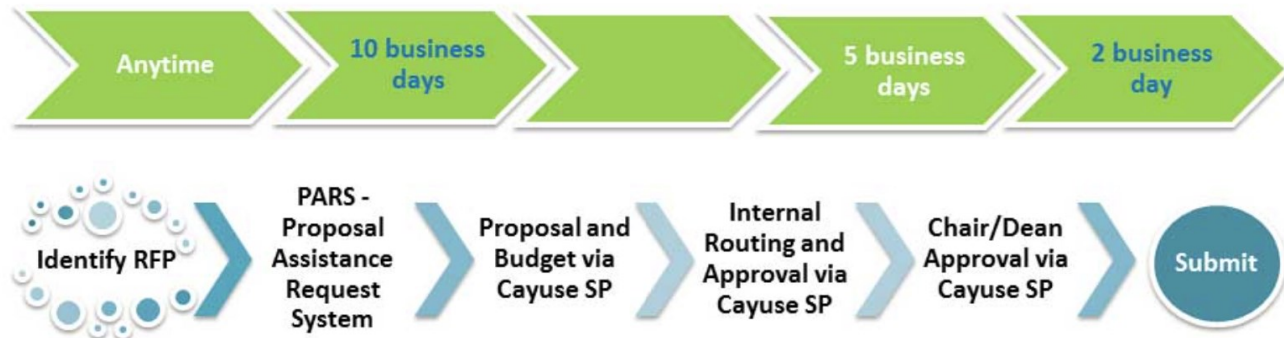 Anytime
10 business
days
5 business
days
2 business
day
Identify RFP
PARS -
Proposal
Assistance
Request
System
Proposal and
Budget via
Cayuse SP
Internal
Routing and
Approval via
Cayuse SP
Chair/Dean
Approval via
Cayuse SP
Submit